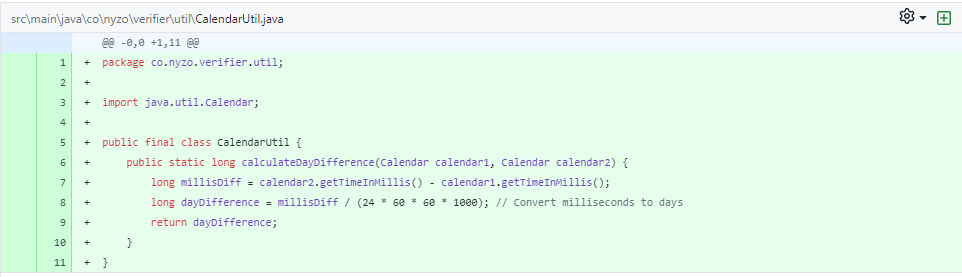 src\main\java\co\nyzo\verifier\util\CalendarUtil.java
@@ -0,0 +1,11 @@
1 + package co.nyzo.verifier.util;
2 +
3 + import java.util.Calendar;
4 +
5 + public final class CalendarUtil {
6 +     public static long calculateDayDifference(Calendar calendar1, Calendar calendar2) {
7 +         long millisDiff = calendar2.getTimeInMillis() - calendar1.getTimeInMillis();
8 +         long dayDifference = millisDiff / (24 * 60 * 60 * 1000); // Convert milliseconds to days
9 +         return dayDifference;
10 +     }
11 + }